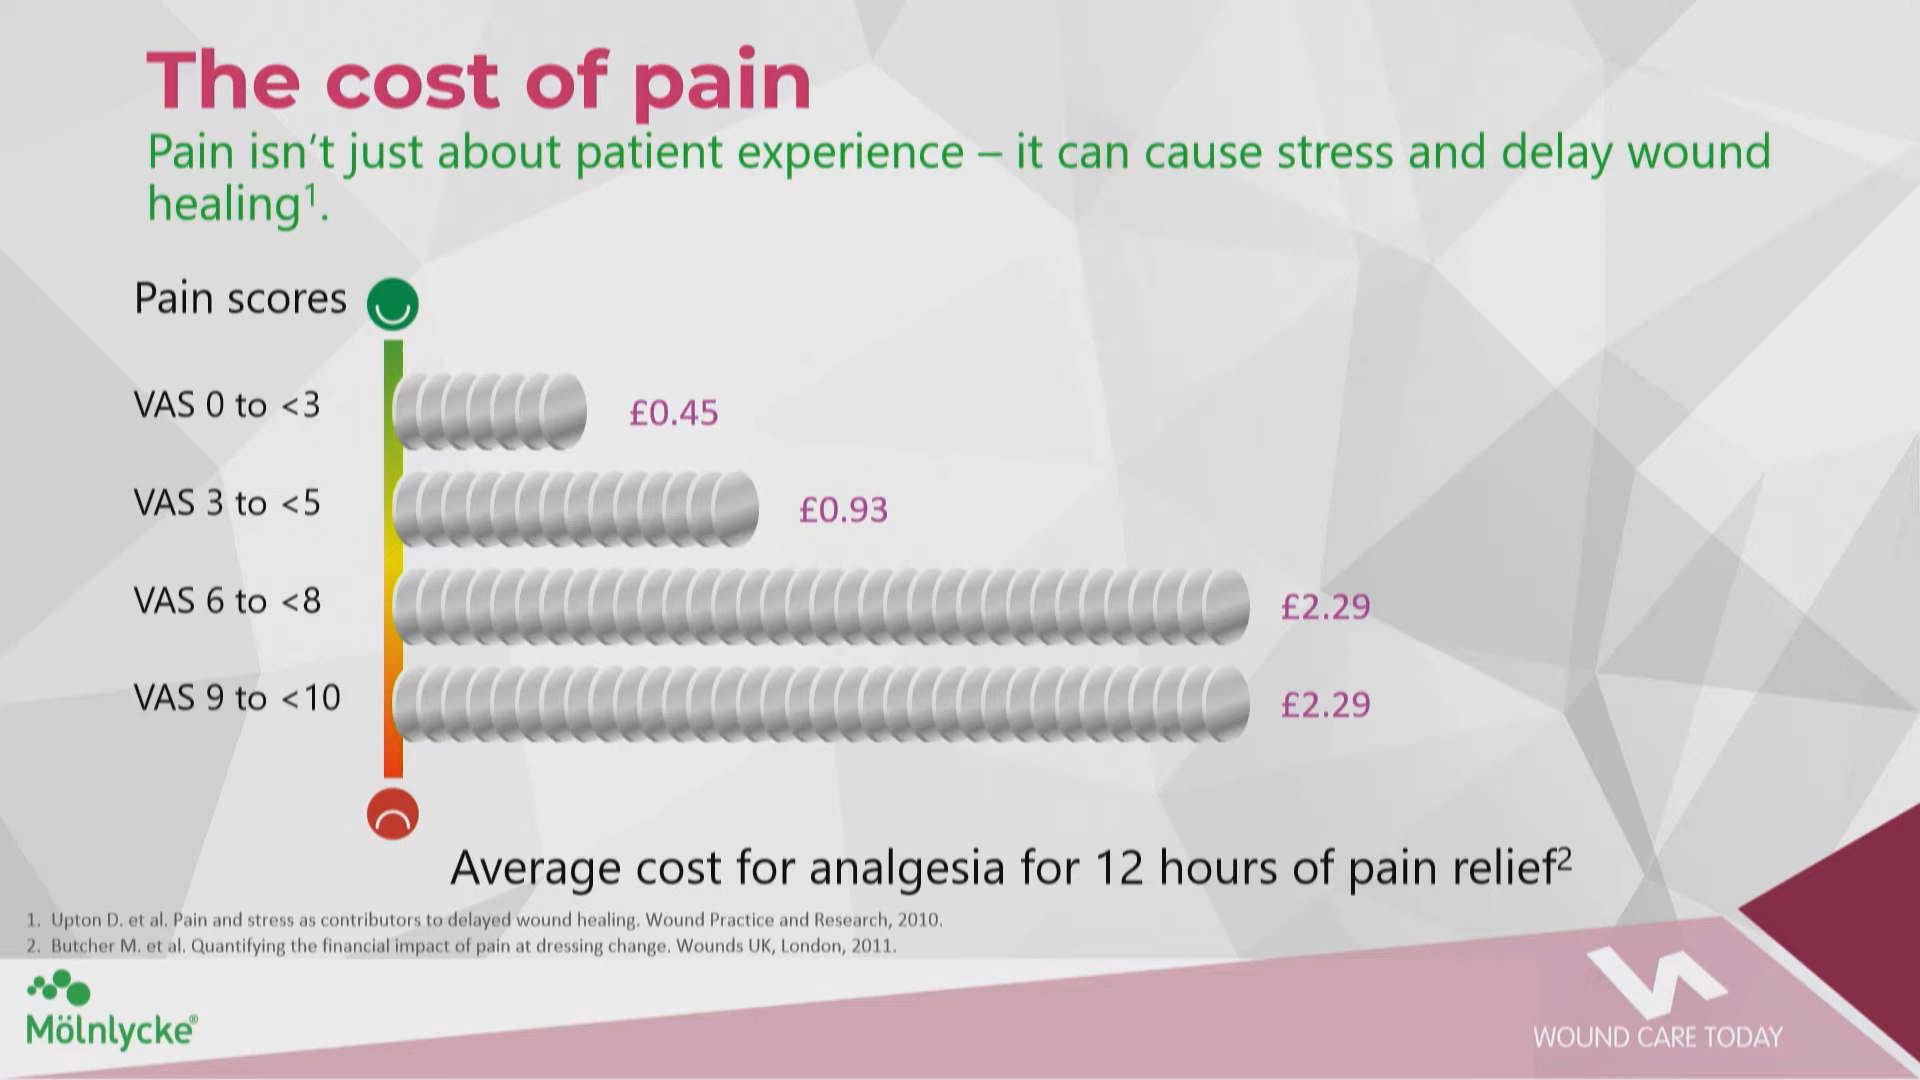 The cost of pain
Pain isn’t just about patient experience – it can cause stress and delay wound
healing¹.
Pain scores
VAS 0 to <3
£0.45
VAS 3 to <5
£0.93
VAS 6 to <8
£2.29
VAS 9 to <10
£2.29
Average cost for analgesia for 12 hours of pain relief²
1. Upton D. et al. Pain and stress as contributors to delayed wound healing. Wound Practice and Research, 2010.
2. Butcher M. et al. Quantifying the financial impact of pain at dressing change. Wounds UK, London, 2011.
Mölnlycke®
WOUND CARE TODAY